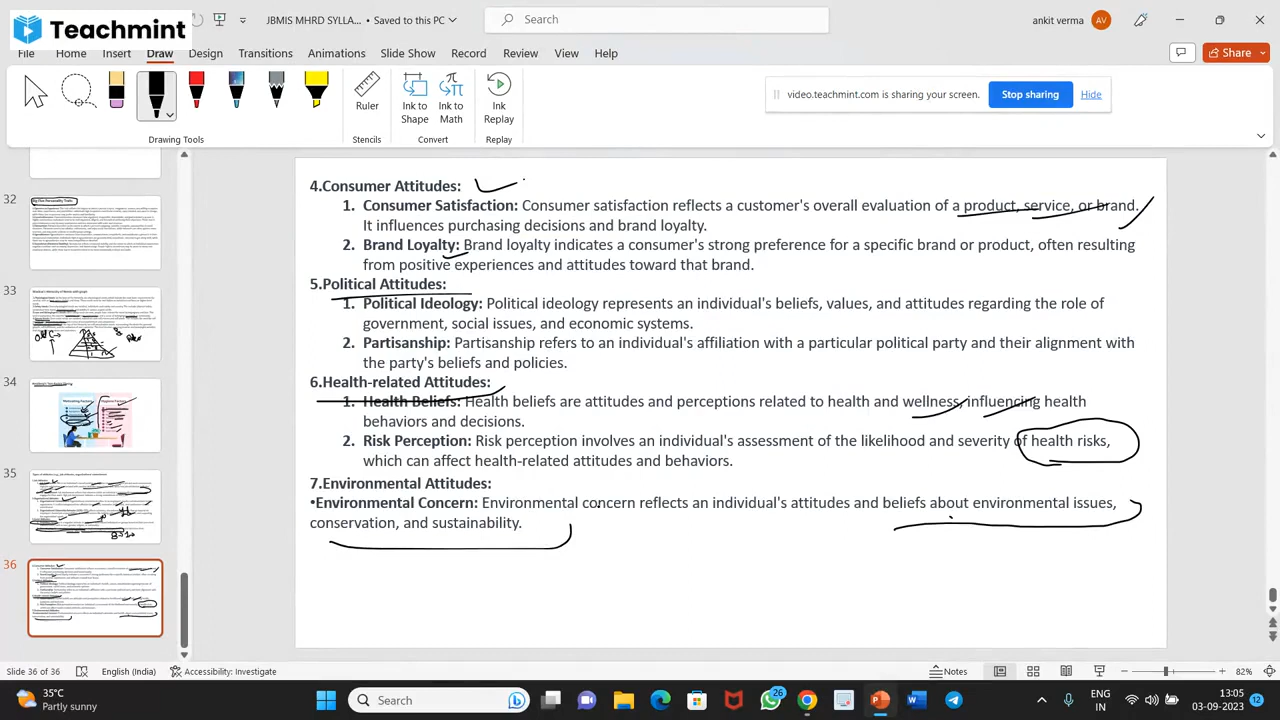 Teachmint
JBMIS MHRD SYLLA... • Saved to this PC
Search
ankit verma
AV
File Home Insert Draw Design Transitions Animations Slide Show Record Review View Help
Share
Ruler
Ink to Shape
Ink to Math
Ink Replay
Drawing Tools
Stencils
Convert
Replay
video.teachmint.com is sharing your screen.
Stop sharing
Hide
32
33
34
35
36
4.Consumer Attitudes:
1. Consumer Satisfaction: Consumer satisfaction reflects a customer's overall evaluation of a product, service, or brand.
It influences purchasing decisions and brand loyalty.
2. Brand Loyalty: Brand loyalty indicates a consumer's strong preference for a specific brand or product, often resulting
from positive experiences and attitudes toward that brand.
5.Political Attitudes:
1. Political Ideology: Political ideology represents an individual's beliefs, values, and attitudes regarding the role of
government, social issues, and economic systems.
2. Partisanship: Partisanship refers to an individual's affiliation with a particular political party and their alignment with
the party's beliefs and policies.
6.Health-related Attitudes:
1. Health Beliefs: Health beliefs are attitudes and perceptions related to health and wellness, influencing health
behaviors and decisions.
2. Risk Perception: Risk perception involves an individual's assessment of the likelihood and severity of health risks,
which can affect health-related attitudes and behaviors.
7.Environmental Attitudes:
•Environmental Concern: Environmental concern reflects an individual's attitudes and beliefs about environmental issues,
conservation, and sustainability.
Slide 36 of 36
English (India)
Accessibility: Investigate
Notes
82%
35°C
Partly sunny
Search
26
ENG
IN
13:05
03-09-2023
12